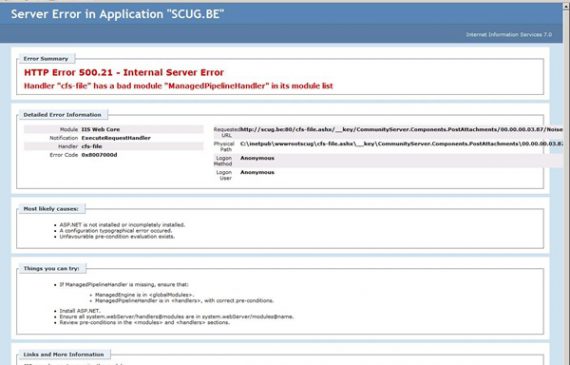 Server Error in Application "SCUG.BE"
Internet Information Services 7.0
Error Summary
HTTP Error 500.21 - Internal Server Error
Handler "cfs-file" has a bad module "ManagedPipelineHandler" in its module list
Detailed Error Information
Module IIS Web Core
Notification ExecuteRequestHandler
Handler cfs-file
Error Code 0x8007000d
Requested URL http://scug.be:80/cfs-file.ashx/__key/CommunityServer.Components.PostAttachments/00.00.00.03.87/Noise
Physical Path C:\inetpub\wwwrootscug\cfs-file.ashx\__key\CommunityServer.Components.PostAttachments\00.00.00.03.8
Logon Method Anonymous
Logon User Anonymous
Most likely causes:
• ASP.NET is not installed or incompletely installed.
• A configuration typographical error occured.
• Unfavourable pre-condition evaluation exists.
Things you can try:
• If ManagedPipelineHandler is missing, ensure that:
• ManagedEngine is in <globalModules>.
• ManagedPipelineHandler is in <handlers>, with correct pre-conditions.
• Install ASP.NET.
• Ensure all system.webServer/handlers@modules are in system.webServer/modules@name.
• Review pre-conditions in the <modules> and <handlers> sections.
Links and More Information